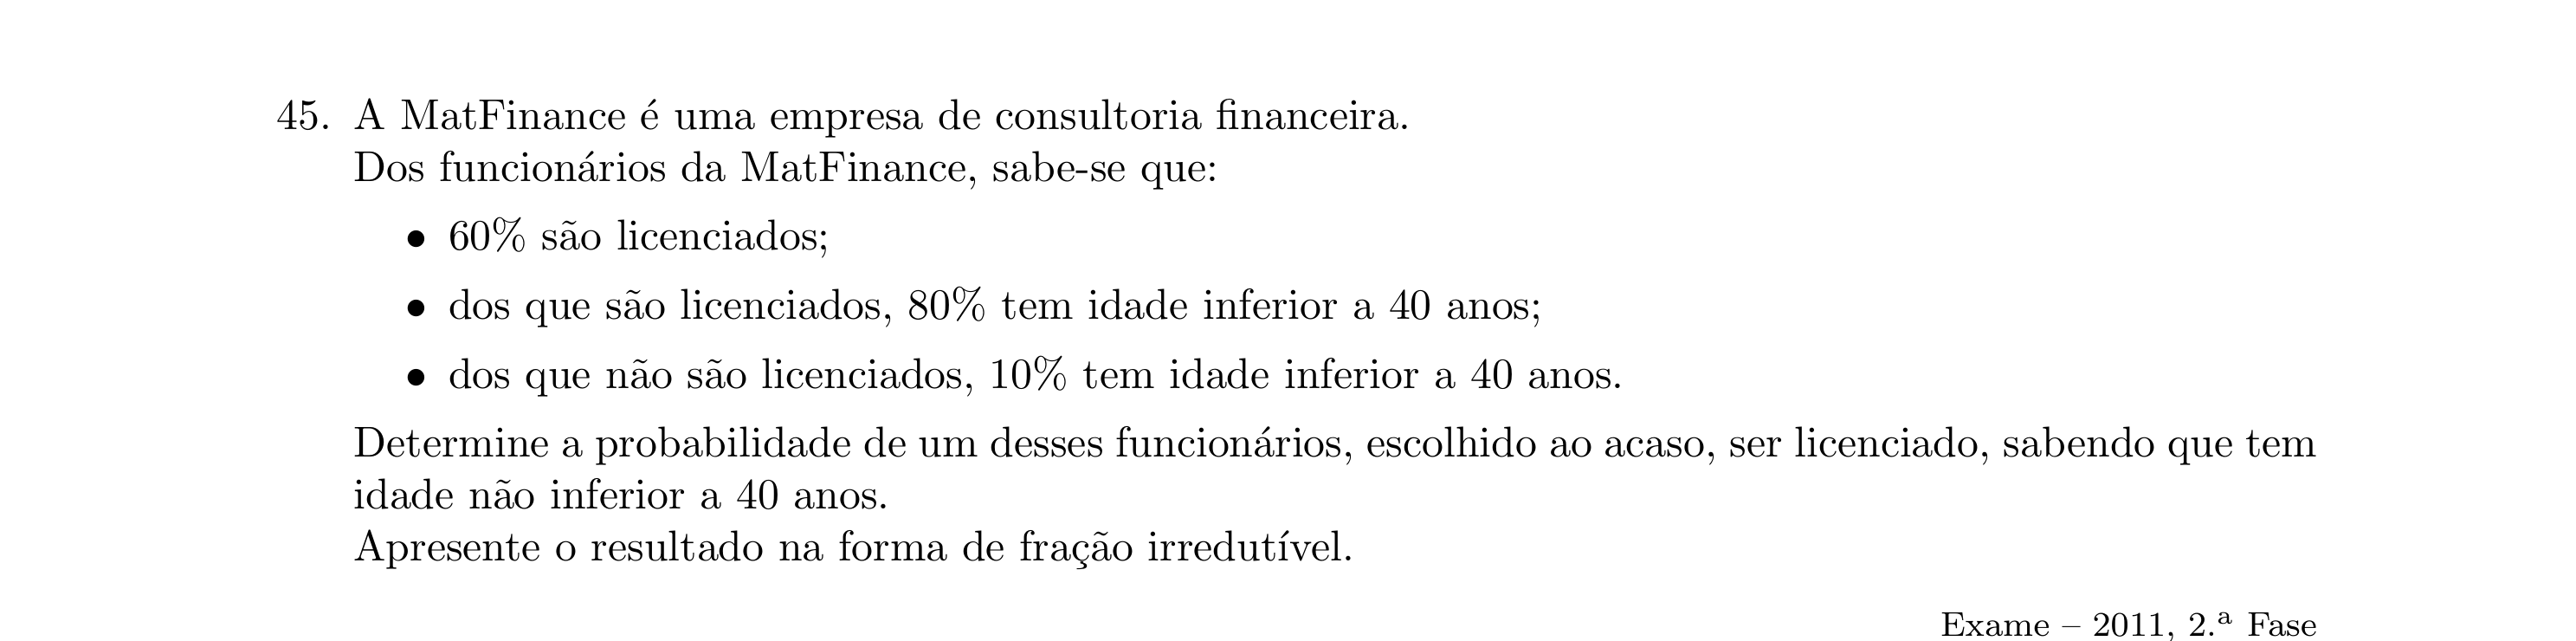 45. A MatFinance é uma empresa de consultoria financeira.
Dos funcionários da MatFinance, sabe-se que:
• 60% são licenciados;
• dos que são licenciados, 80% tem idade inferior a 40 anos;
• dos que não são licenciados, 10% tem idade inferior a 40 anos.
Determine a probabilidade de um desses funcionários, escolhido ao acaso, ser licenciado, sabendo que tem
idade não inferior a 40 anos.
Apresente o resultado na forma de fração irredutível.
Exame – 2011, 2.ª Fase